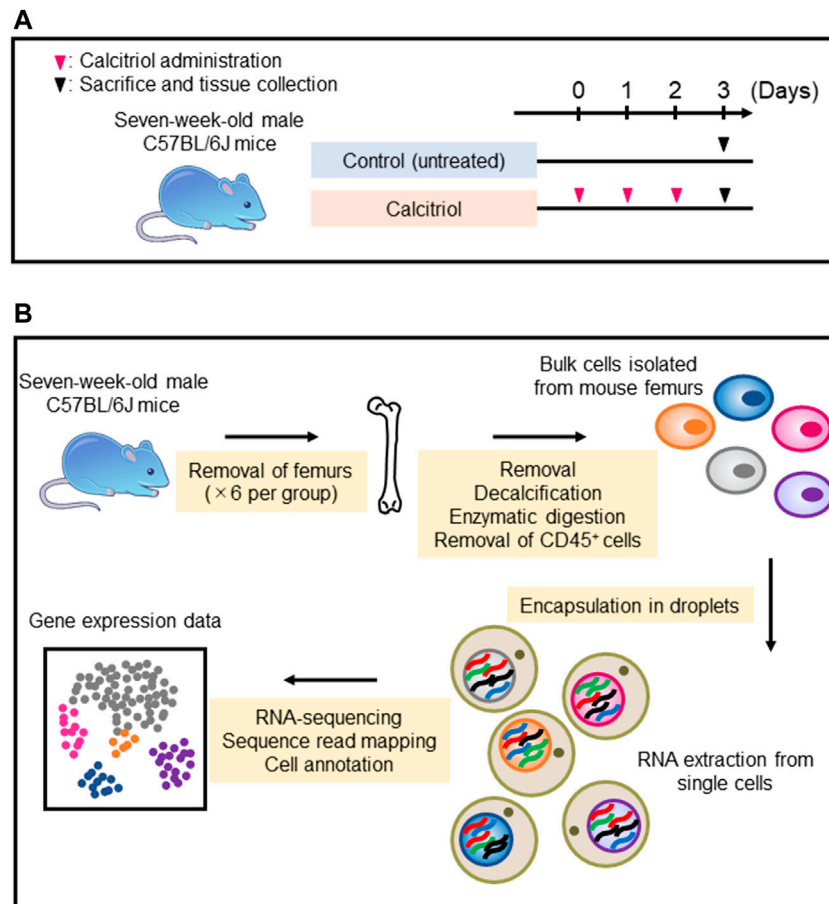 A
▼: Calcitriol administration
▼: Sacrifice and tissue collection
Seven-week-old male
C57BL/6J mice
0 1 2 3 (Days)
Control (untreated)
Calcitriol
B
Seven-week-old male
C57BL/6J mice
Removal of femurs
(×6 per group)
Removal
Decalcification
Enzymatic digestion
Removal of CD45⁺ cells
Bulk cells isolated
from mouse femurs
Encapsulation in droplets
RNA extraction from
single cells
RNA-sequencing
Sequence read mapping
Cell annotation
Gene expression data